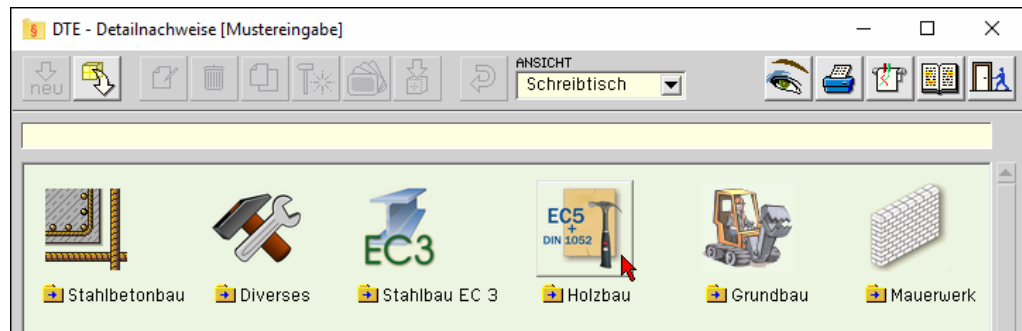 DTE - Detailnachweise [Mustereingabe]
neu
ANSICHT
Schreibtisch
EC3
EC5
+
DIN 1052
Stahlbetonbau Diverses Stahlbau EC 3 Holzbau Grundbau Mauerwerk